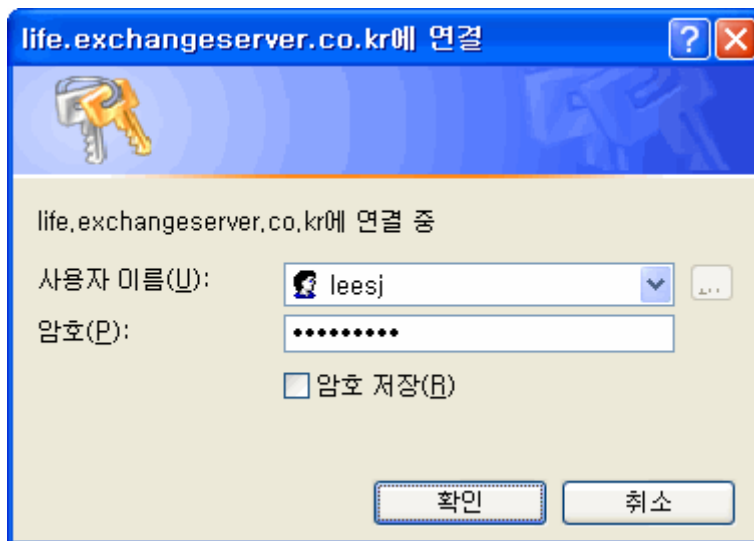 life.exchangeserver.co.kr에 연결
life.exchangeserver.co.kr에 연결 중
사용자 이름(U):
leesj
...
암호(P):
•••••••••
암호 저장(R)
확인
취소